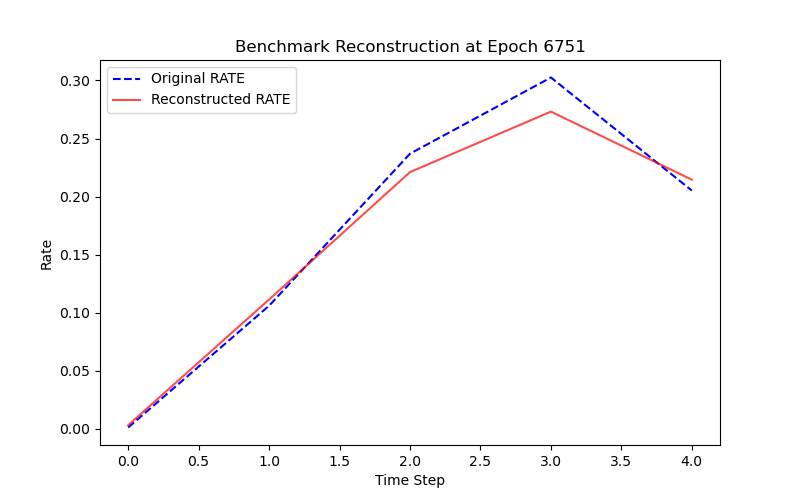 Benchmark Reconstruction at Epoch 6751
Original RATE
Reconstructed RATE
0.30
0.25
0.20
0.15
0.10
0.05
0.00
Rate
0.0 0.5 1.0 1.5 2.0 2.5 3.0 3.5 4.0
Time Step